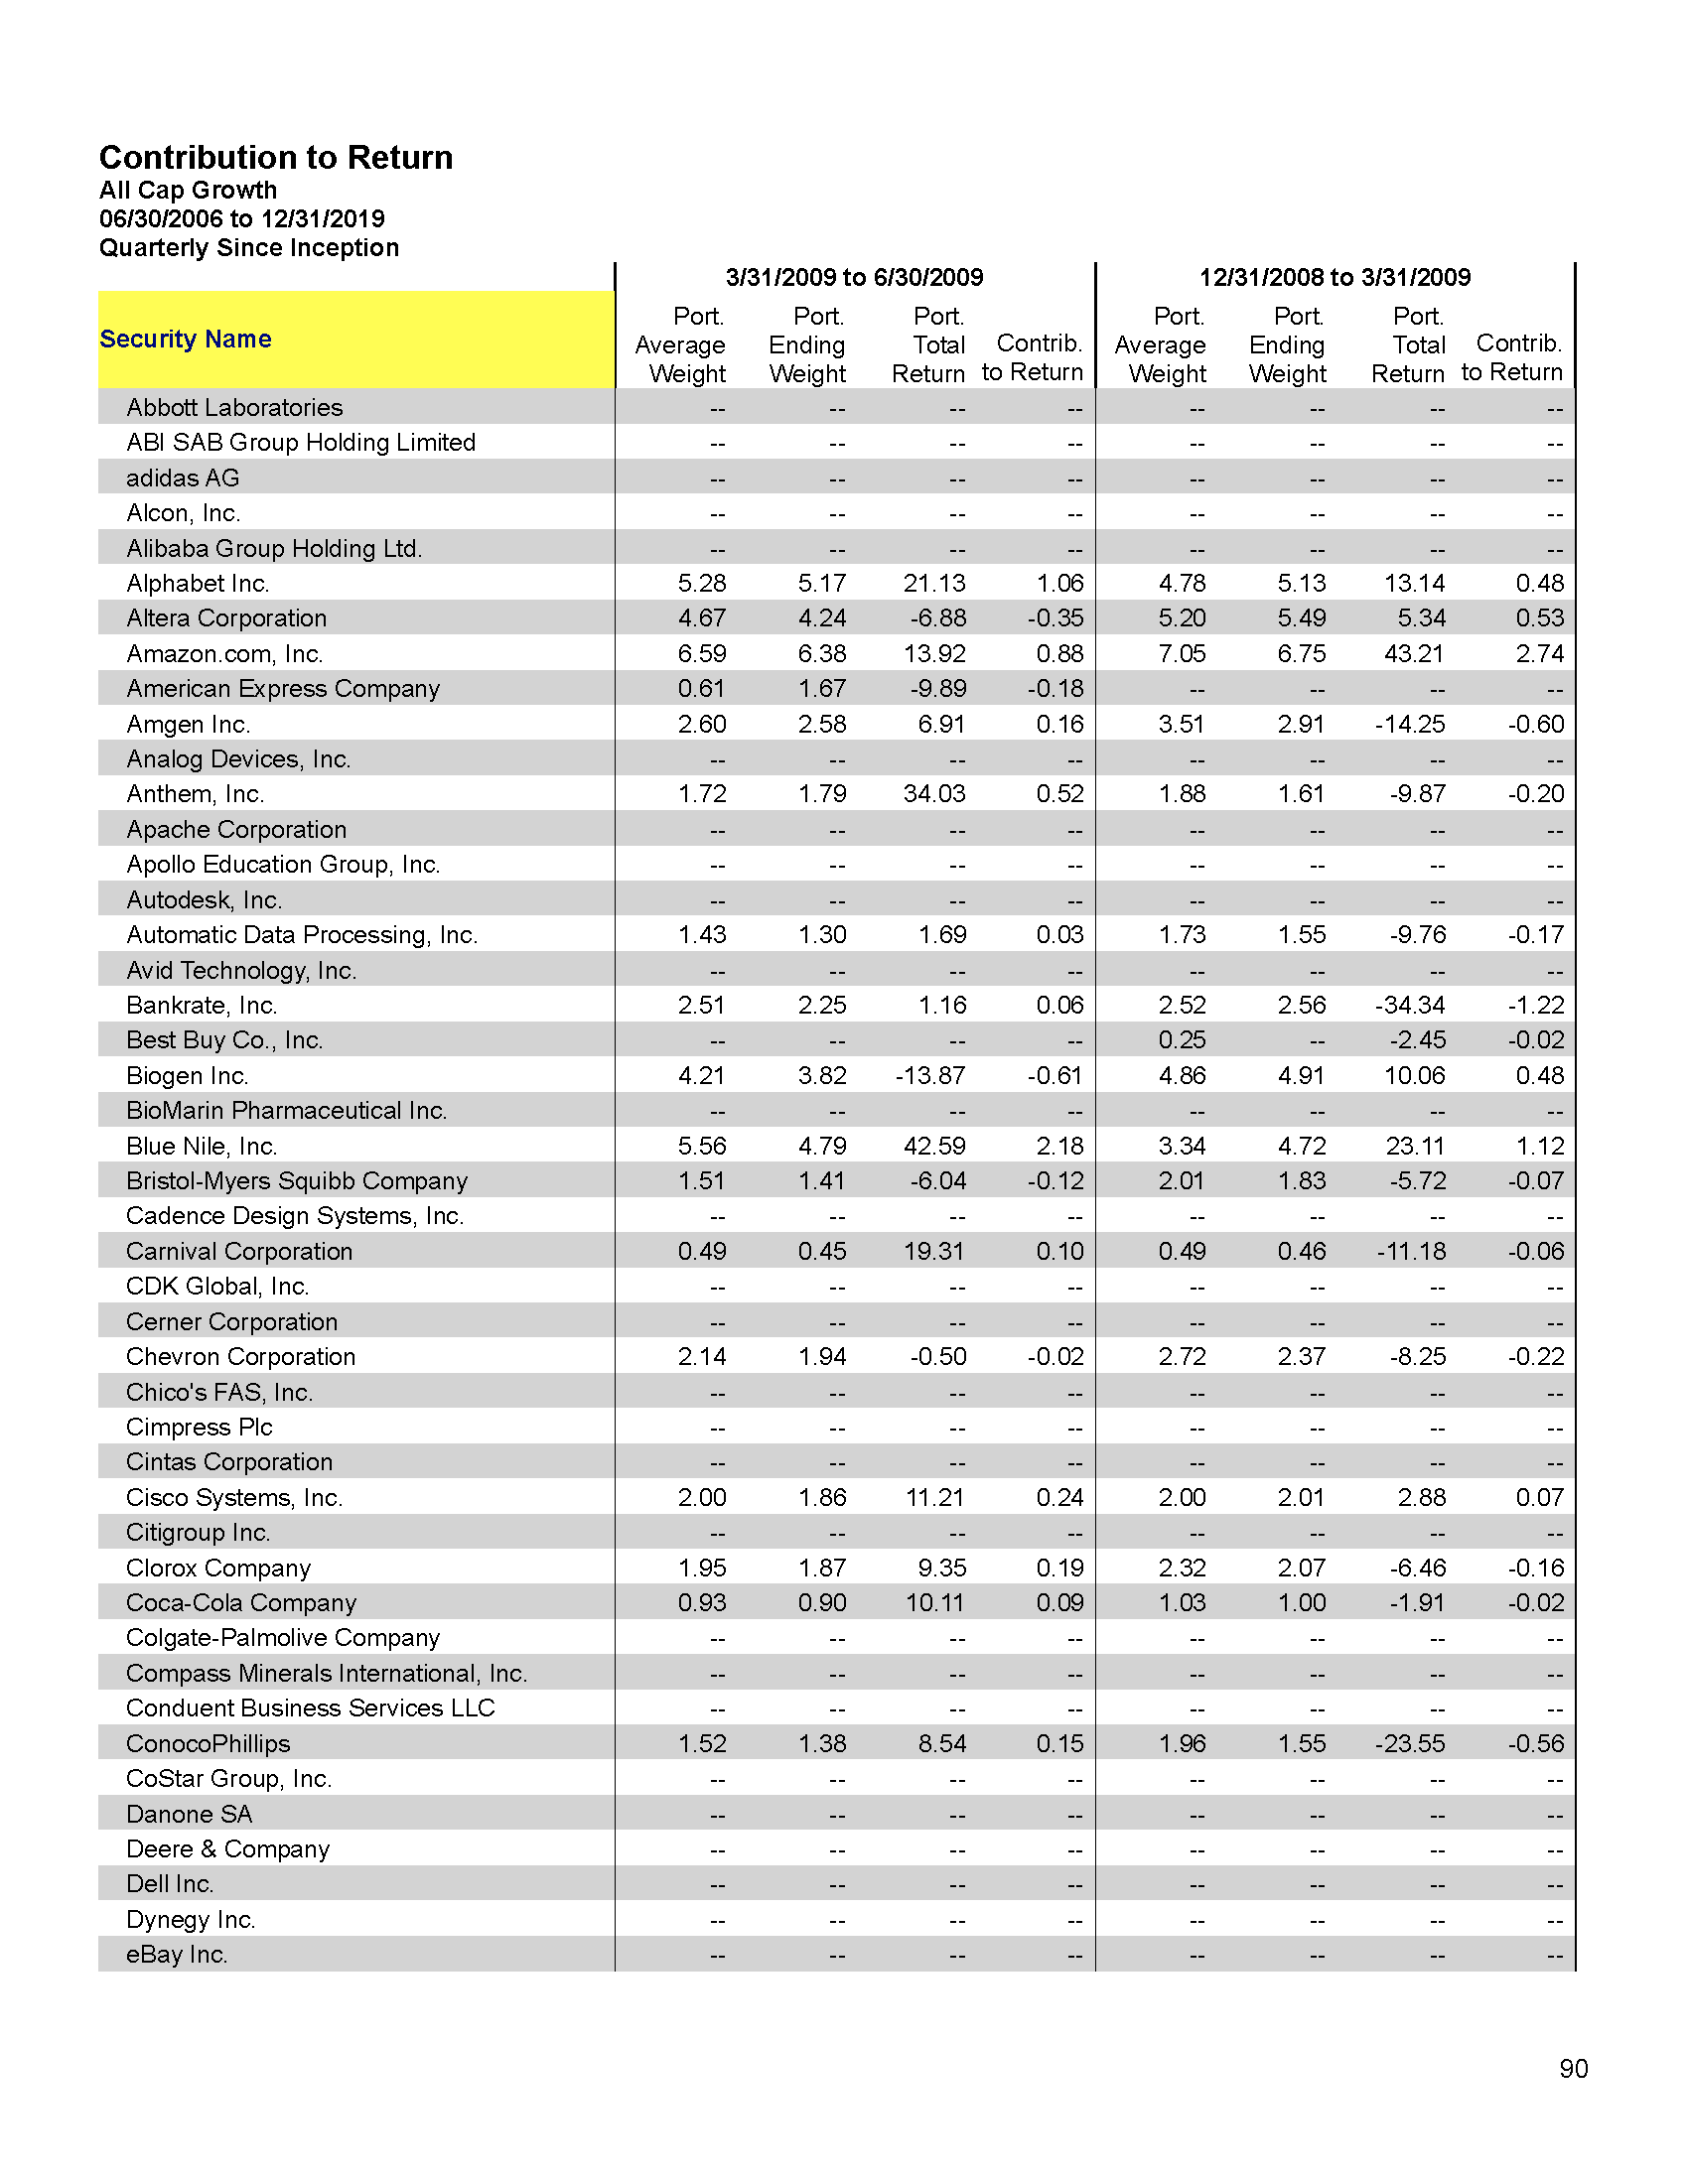 Contribution to Return
All Cap Growth
06/30/2006 to 12/31/2019
Quarterly Since Inception
3/31/2009 to 6/30/2009 12/31/2008 to 3/31/2009
Security Name Port. Average Weight Port. Ending Weight Port. Total Return Contrib. to Return Port. Average Weight Port. Ending Weight Port. Total Return Contrib. to Return
Abbott Laboratories -- -- -- -- -- -- -- --
ABI SAB Group Holding Limited -- -- -- -- -- -- -- --
adidas AG -- -- -- -- -- -- -- --
Alcon, Inc. -- -- -- -- -- -- -- --
Alibaba Group Holding Ltd. -- -- -- -- -- -- -- --
Alphabet Inc. 5.28 5.17 21.13 1.06 4.78 5.13 13.14 0.48
Altera Corporation 4.67 4.24 -6.88 -0.35 5.20 5.49 5.34 0.53
Amazon.com, Inc. 6.59 6.38 13.92 0.88 7.05 6.75 43.21 2.74
American Express Company 0.61 1.67 -9.89 -0.18 -- -- -- --
Amgen Inc. 2.60 2.58 6.91 0.16 3.51 2.91 -14.25 -0.60
Analog Devices, Inc. -- -- -- -- -- -- -- --
Anthem, Inc. 1.72 1.79 34.03 0.52 1.88 1.61 -9.87 -0.20
Apache Corporation -- -- -- -- -- -- -- --
Apollo Education Group, Inc. -- -- -- -- -- -- -- --
Autodesk, Inc. -- -- -- -- -- -- -- --
Automatic Data Processing, Inc. 1.43 1.30 1.69 0.03 1.73 1.55 -9.76 -0.17
Avid Technology, Inc. -- -- -- -- -- -- -- --
Bankrate, Inc. 2.51 2.25 1.16 0.06 2.52 2.56 -34.34 -1.22
Best Buy Co., Inc. -- -- -- -- 0.25 -- -2.45 -0.02
Biogen Inc. 4.21 3.82 -13.87 -0.61 4.86 4.91 10.06 0.48
BioMarin Pharmaceutical Inc. -- -- -- -- -- -- -- --
Blue Nile, Inc. 5.56 4.79 42.59 2.18 3.34 4.72 23.11 1.12
Bristol-Myers Squibb Company 1.51 1.41 -6.04 -0.12 2.01 1.83 -5.72 -0.07
Cadence Design Systems, Inc. -- -- -- -- -- -- -- --
Carnival Corporation 0.49 0.45 19.31 0.10 0.49 0.46 -11.18 -0.06
CDK Global, Inc. -- -- -- -- -- -- -- --
Cerner Corporation -- -- -- -- -- -- -- --
Chevron Corporation 2.14 1.94 -0.50 -0.02 2.72 2.37 -8.25 -0.22
Chico's FAS, Inc. -- -- -- -- -- -- -- --
Cimpress Plc -- -- -- -- -- -- -- --
Cintas Corporation -- -- -- -- -- -- -- --
Cisco Systems, Inc. 2.00 1.86 11.21 0.24 2.00 2.01 2.88 0.07
Citigroup Inc. -- -- -- -- -- -- -- --
Clorox Company 1.95 1.87 9.35 0.19 2.32 2.07 -6.46 -0.16
Coca-Cola Company 0.93 0.90 10.11 0.09 1.03 1.00 -1.91 -0.02
Colgate-Palmolive Company -- -- -- -- -- -- -- --
Compass Minerals International, Inc. -- -- -- -- -- -- -- --
Conduent Business Services LLC -- -- -- -- -- -- -- --
ConocoPhillips 1.52 1.38 8.54 0.15 1.96 1.55 -23.55 -0.56
CoStar Group, Inc. -- -- -- -- -- -- -- --
Danone SA -- -- -- -- -- -- -- --
Deere & Company -- -- -- -- -- -- -- --
Dell Inc. -- -- -- -- -- -- -- --
Dynegy Inc. -- -- -- -- -- -- -- --
eBay Inc. -- -- -- -- -- -- -- --
90